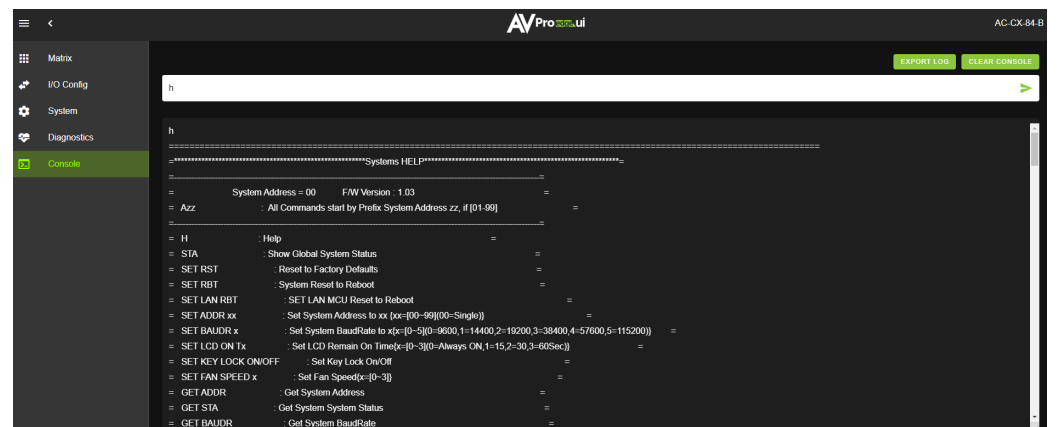 AVPro edge.ui
AC-CX-84-B
Matrix
I/O Config
System
Diagnostics
Console
EXPORT LOG
CLEAR CONSOLE
h
h
=================================================================================================================
=*******************************************************Systems HELP********************************************************=
=-----------------------------------------------------------------------------------------------------------=
= System Address = 00 F/W Version : 1.03 =
= Azz : All Commands start by Prefix System Address zz, if [01-99] =
=-----------------------------------------------------------------------------------------------------------=
= H : Help =
= STA : Show Global System Status =
= SET RST : Reset to Factory Defaults =
= SET RBT : System Reset to Reboot =
= SET LAN RBT : SET LAN MCU Reset to Reboot =
= SET ADDR xx : Set System Address to xx {xx=[00~99](00=Single)} =
= SET BAUDR x : Set System BaudRate to x{x=[0~5](0=9600,1=14400,2=19200,3=38400,4=57600,5=115200)} =
= SET LCD ON Tx : Set LCD Remain On Time{x=[0~3](0=Always ON,1=15,2=30,3=60Sec)} =
= SET KEY LOCK ON/OFF : Set Key Lock On/Off =
= SET FAN SPEED x : Set Fan Speed{x=[0~3]} =
= GET ADDR : Get System Address =
= GET STA : Get System System Status =
= GET BAUDR : Get System BaudRate =